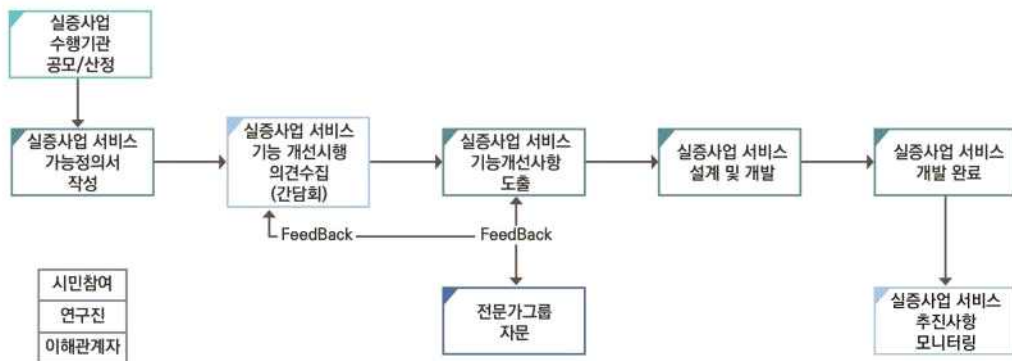 실증사업
수행기관
공모/산정
실증사업 서비스
가능정의서
작성
실증사업 서비스
기능 개선시행
의견수집
(간담회)
실증사업 서비스
기능개선사항
도출
실증사업 서비스
설계 및 개발
실증사업 서비스
개발 완료
FeedBack
FeedBack
시민참여
연구진
이해관계자
전문가그룹
자문
실증사업 서비스
추진사항
모니터링